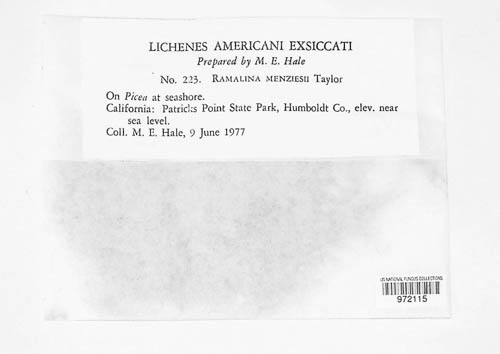 LICHENES AMERICANI EXSICCATI
Prepared by M. E. Hale
No. 223. RAMALINA MENZIESII Taylor
On Picea at seashore.
California: Patricks Point State Park, Humboldt Co., elev. near
sea level.
Coll. M. E. Hale, 9 June 1977
US NATIONAL FUNGUS COLLECTIONS
972115